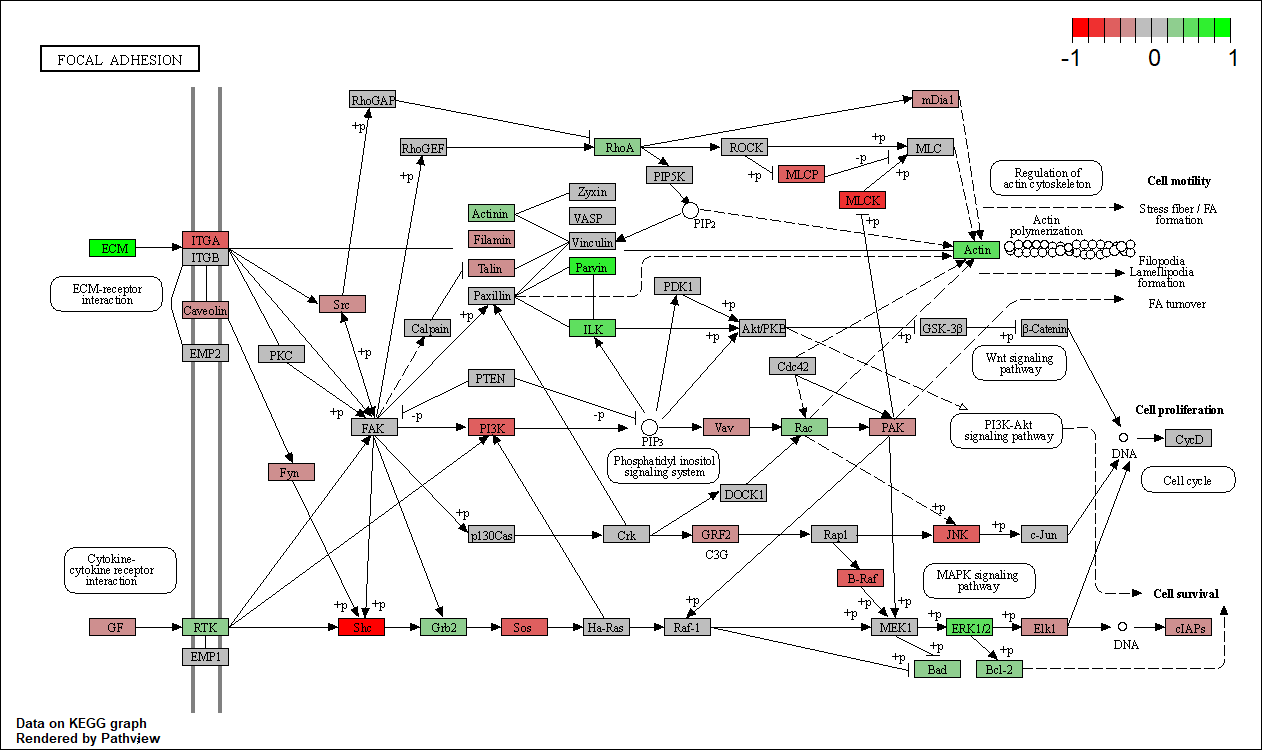 FOCAL ADHESION
-1 0 1
RhoGAP
mDia1
+p
RhoGEF
RhoA
ROCK
+p
MLC
-p
+p
PIP5K
+p
MLCP
+p
MLCK
+p
Regulation of
actin cytoskeleton
Cell motility
Zyxin
Actinin
VASP
PIP2
Stress fiber / FA
formation
Actin
polymerization
ECM
ITGA
ITGB
Filamin
Vinculin
Actin
Talin
Parvin
Filopodia
Lamellipodia
formation
ECM-receptor
interaction
Caveolin
Src
Paxillin
PDK1
FA turnover
+p
+p
Calpain
ILK
+p
Akt/PKB
+p
GSK-3β
β-Catenin
EMP2
PKC
+p
Cdc42
Wnt signaling
pathway
PTEN
+p
-p
-p
Cell proliferation
FAK
PI3K
PIP3
Vav
Rac
PAK
PI3K-Akt
signaling pathway
DNA
CycD
Phosphatidyl inositol
signaling system
Fyn
Cell cycle
DOCK1
+p
+p
p130Cas
Crk
GRF2
C3G
Rap1
JNK
+p
c-Jun
Cytokine-
cytokine receptor
interaction
B-Raf
MAPK signaling
pathway
Cell survival
+p
+p
+p
+p
+p
+p
+p
GF
RTK
Shc
Grb2
Sos
Ha-Ras
Raf-1
MEK1
ERK1/2
Elk1
DNA
cIAPs
EMP1
+p
+p
+p
Bad
Bcl-2
Data on KEGG graph
Rendered by Pathview